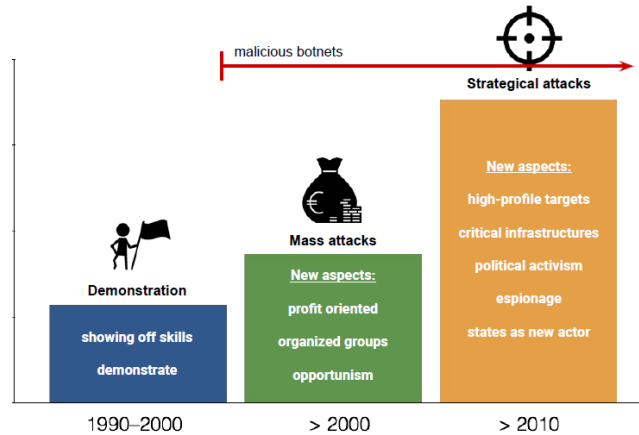 malicious botnets
Strategical attacks
New aspects:
high-profile targets
critical infrastructures
political activism
espionage
states as new actor
Mass attacks
New aspects:
profit oriented
organized groups
opportunism
Demonstration
showing off skills
demonstrate
1990–2000
> 2000
> 2010